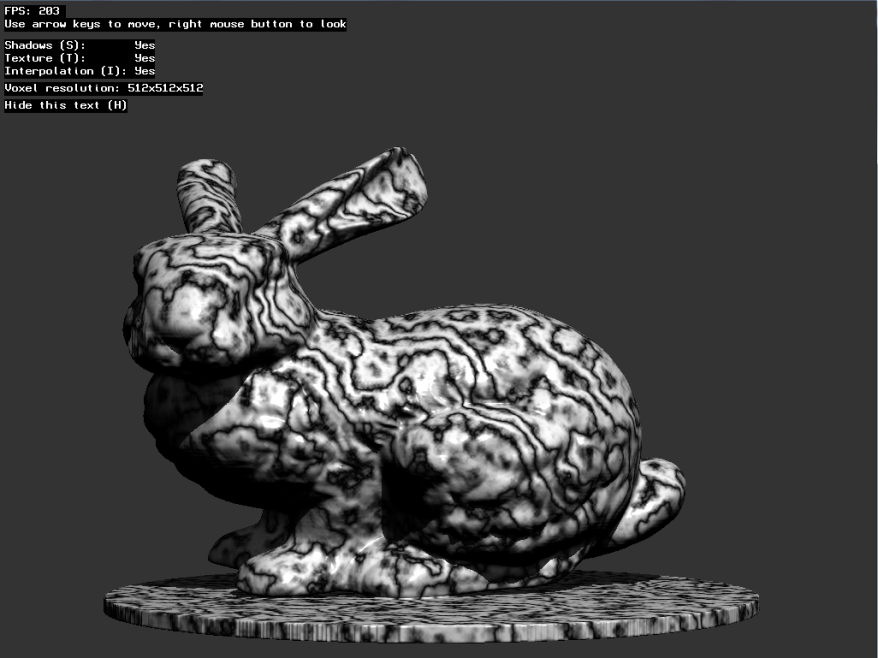 FPS: 203
Use arrow keys to move, right mouse button to look
Shadows (S): Yes
Texture (T): Yes
Interpolation (I): Yes
Voxel resolution: 512x512x512
Hide this text (H)